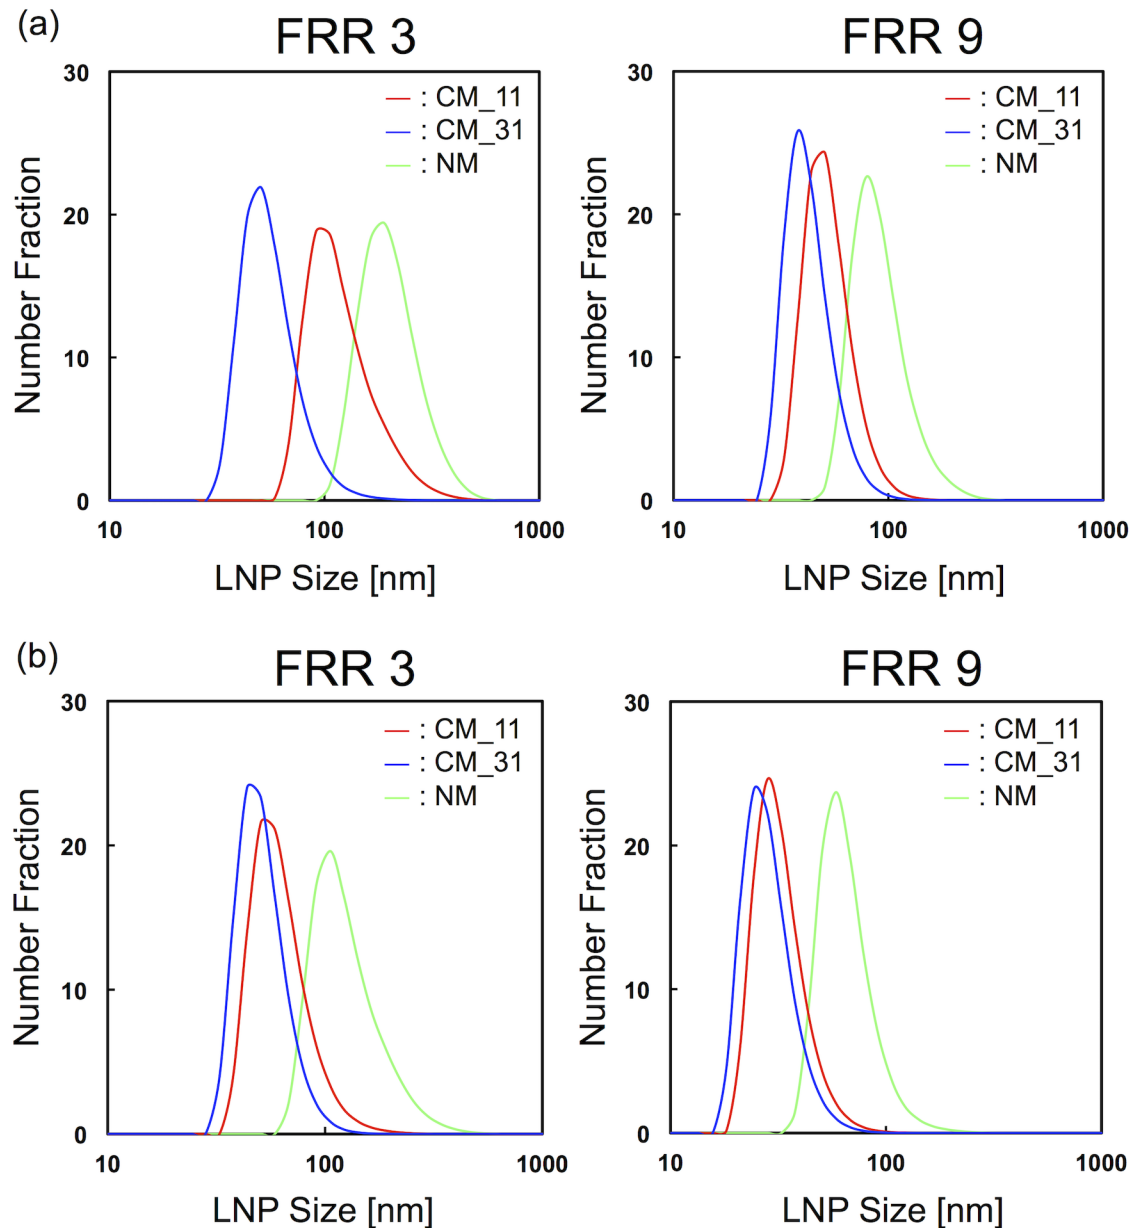 (a)
FRR 3
30
20
10
0
Number Fraction
: CM_11
: CM_31
: NM
10
100
1000
LNP Size [nm]
FRR 9
30
20
10
0
Number Fraction
: CM_11
: CM_31
: NM
10
100
1000
LNP Size [nm]
(b)
FRR 3
30
20
10
0
Number Fraction
: CM_11
: CM_31
: NM
10
100
1000
LNP Size [nm]
FRR 9
30
20
10
0
Number Fraction
: CM_11
: CM_31
: NM
10
100
1000
LNP Size [nm]